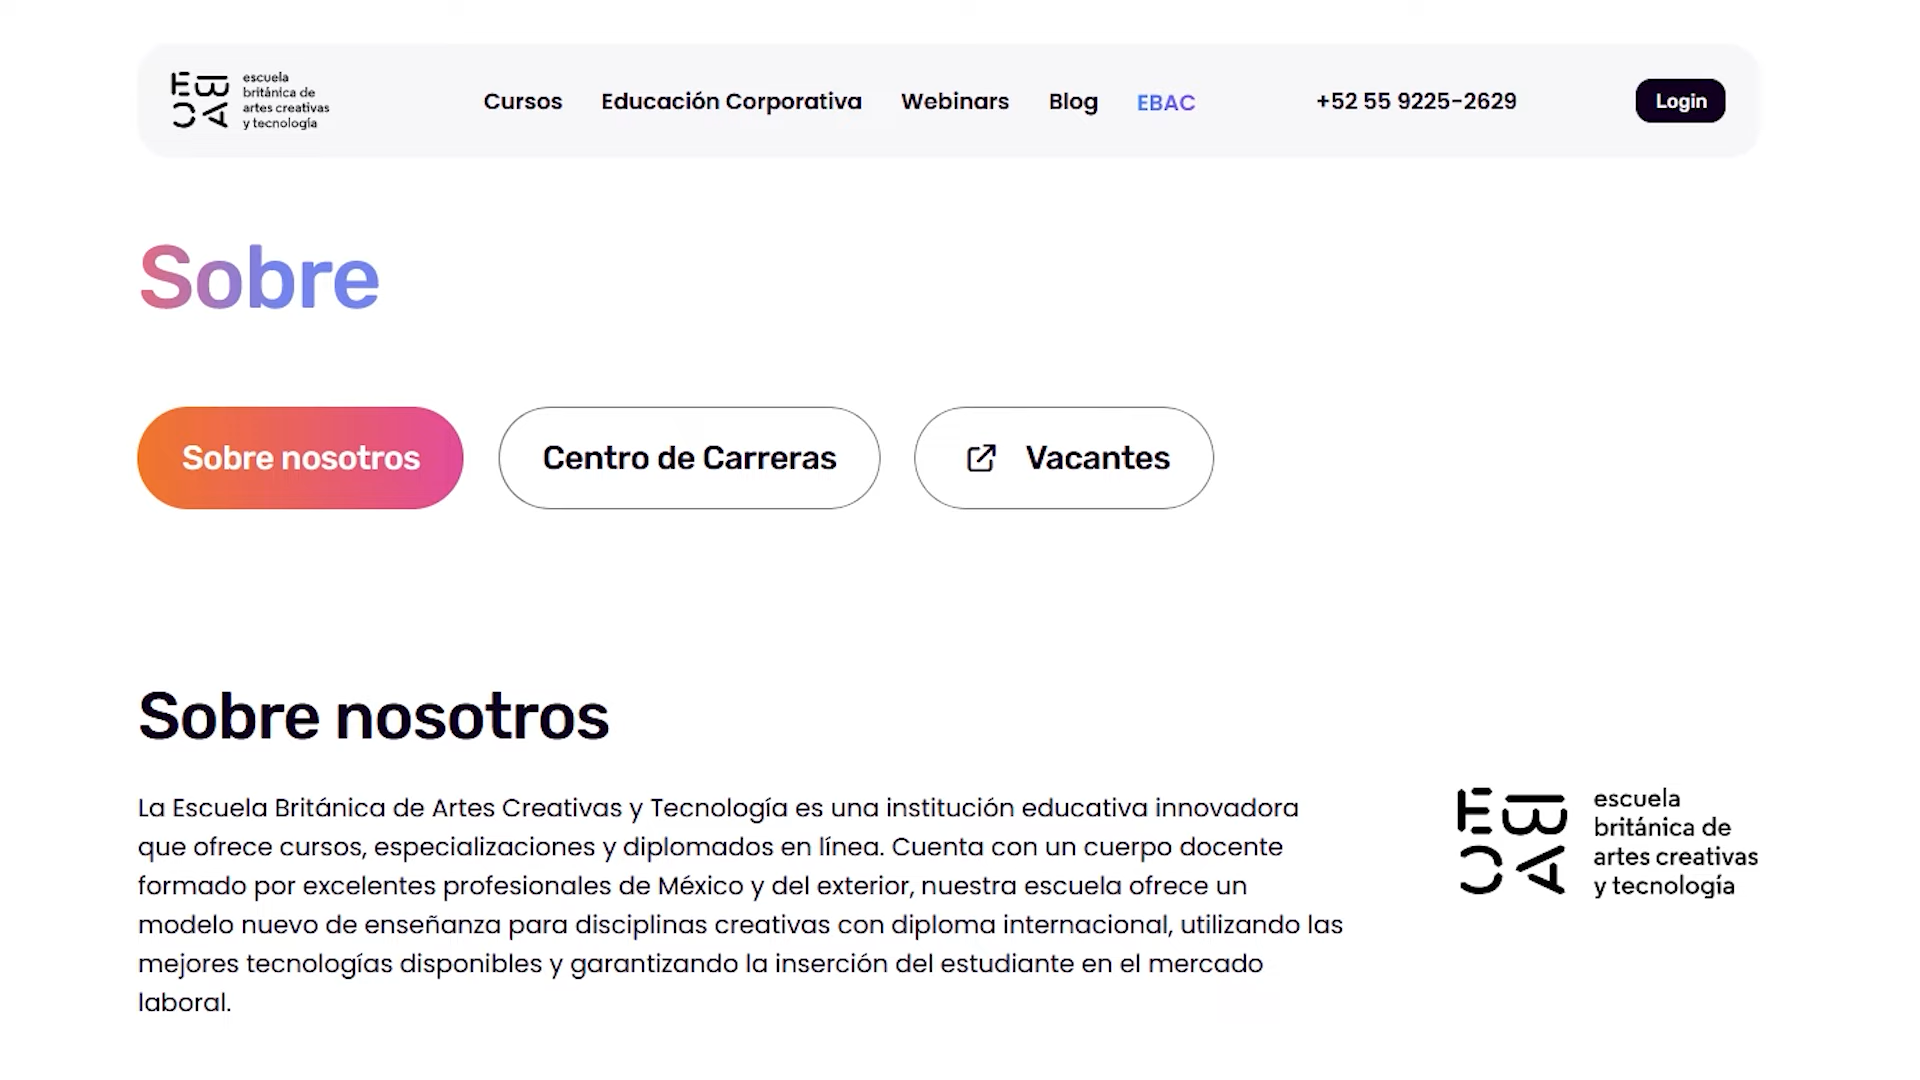 EBAC
escuela
británica de
artes creativas
y tecnología
Cursos
Educación Corporativa
Webinars
Blog
EBAC
+52 55 9225-2629
Login
Sobre
Sobre nosotros
Centro de Carreras
Vacantes
Sobre nosotros
La Escuela Británica de Artes Creativas y Tecnología es una institución educativa innovadora
que ofrece cursos, especializaciones y diplomados en línea. Cuenta con un cuerpo docente
formado por excelentes profesionales de México y del exterior, nuestra escuela ofrece un
modelo nuevo de enseñanza para disciplinas creativas con diploma internacional, utilizando las
mejores tecnologías disponibles y garantizando la inserción del estudiante en el mercado
laboral.
EBAC
escuela
británica de
artes creativas
y tecnología